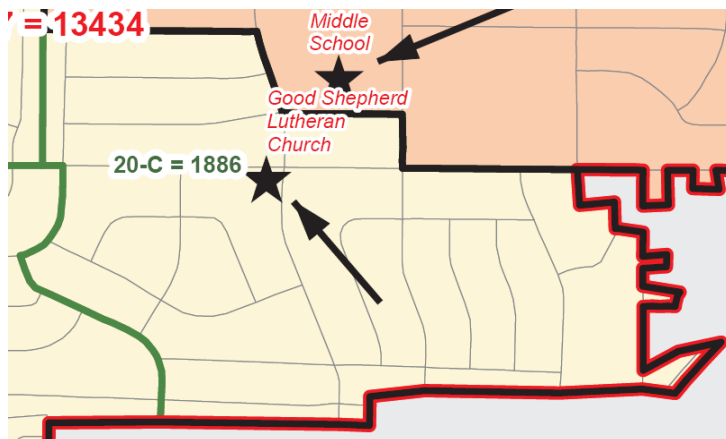 = 13434
Middle
School
Good Shepherd
Lutheran
Church
20-C = 1886